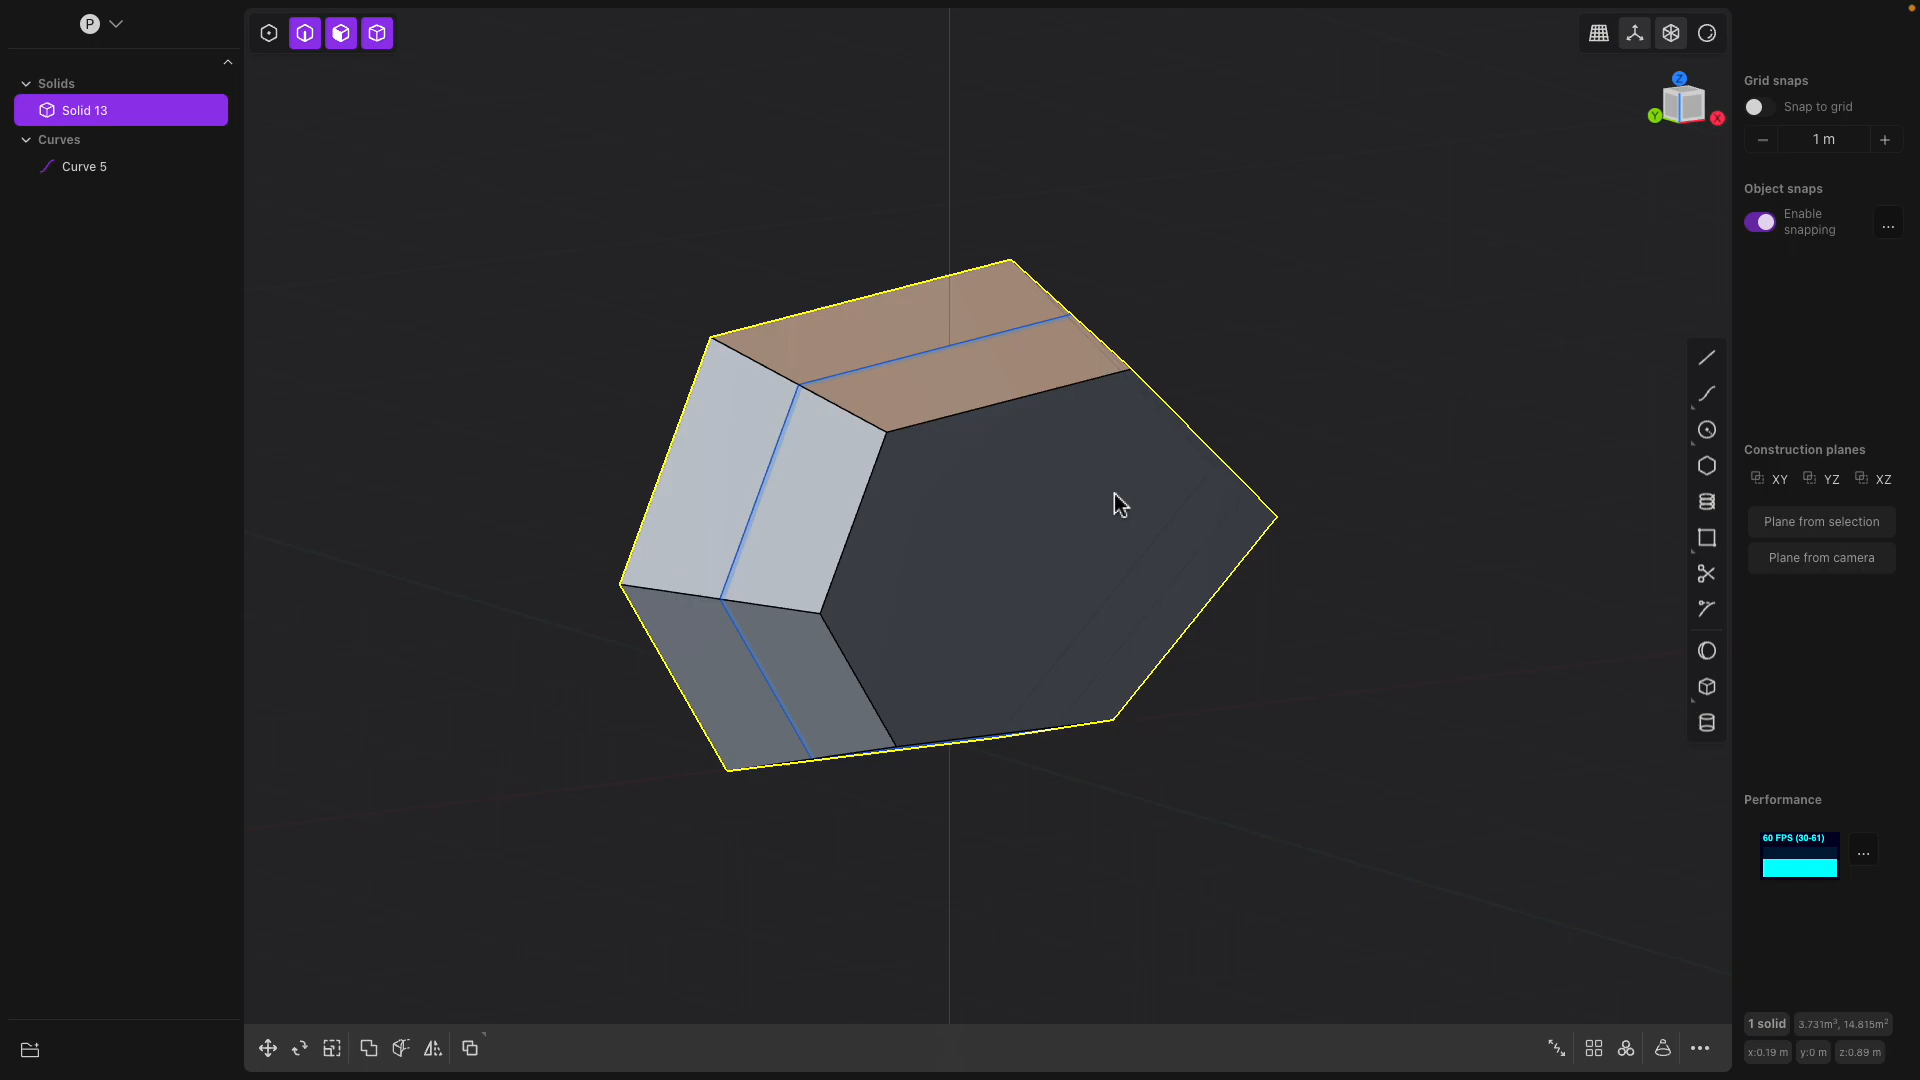 P
Solids
Solid 13
Curves
Curve 5
Z
Y
X
Grid snaps
Snap to grid
1 m
Object snaps
Enable
snapping
...
Construction planes
XY YZ XZ
Plane from selection
Plane from camera
Performance
60 FPS (30-61)
...
1 solid 3.731m³, 14.815m²
x:0.19 m y:0 m z:0.89 m